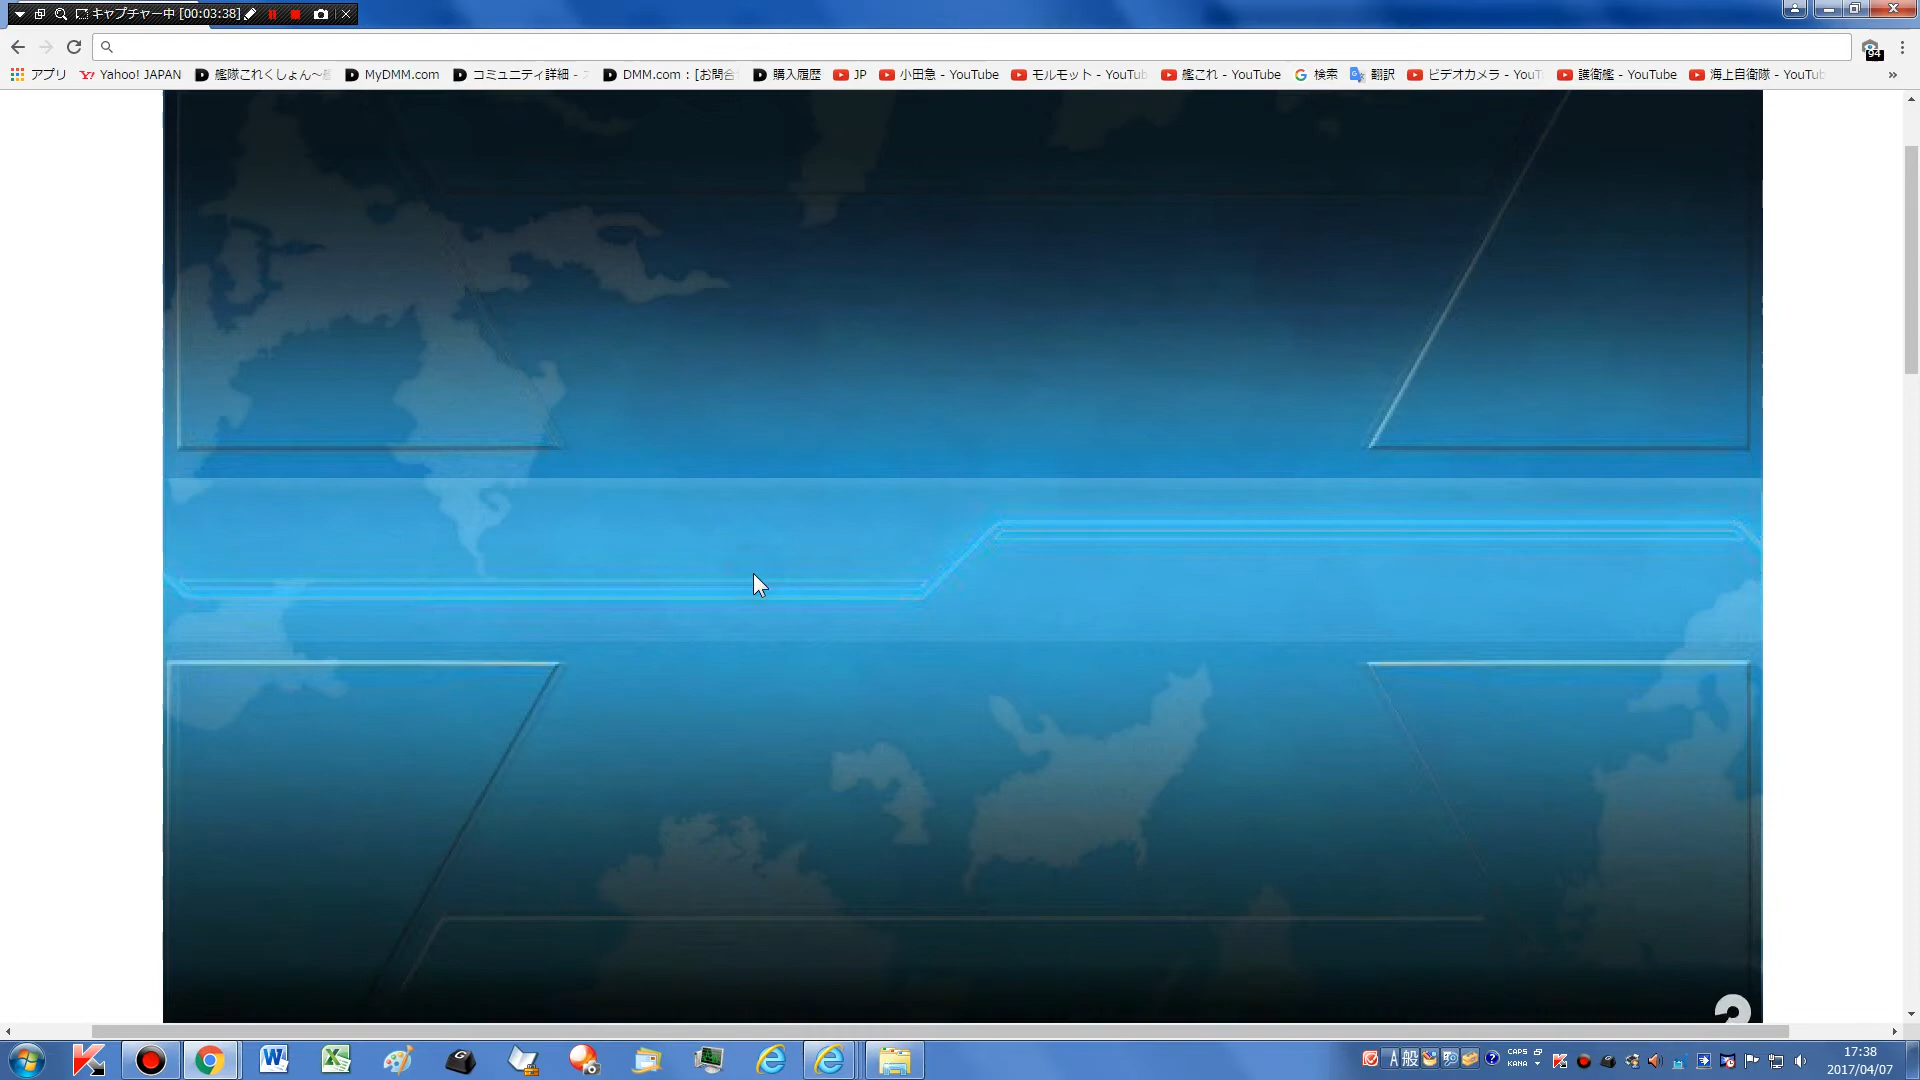 キャプチャー中 [00:03:38]
アプリ Yahoo! JAPAN 艦隊これくしょん～ MyDMM.com コミュニティ詳細 - DMM.com : [お問合 購入履歴 JP 小田急 - YouTube モルモット - YouTub 艦これ - YouTube 検索 翻訳 ビデオカメラ - YouT 護衛艦 - YouTube 海上自衛隊 - YouTub »
94
A 般 CAPS KANA
17:38
2017/04/07